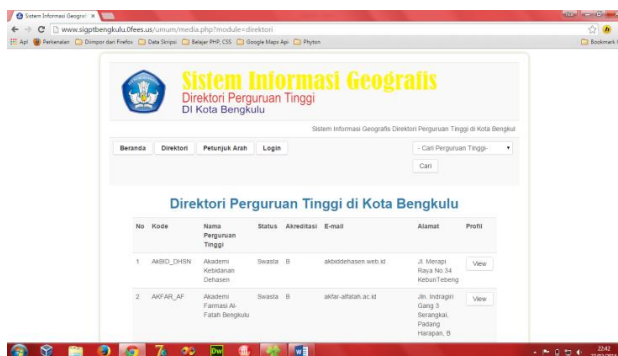 Sistem Informasi Geografi
www.sigptbengkulu.0fees.us/umum/media.php?module=direktori
Apl Perkenalan Diimpor dari Firefox Data Skripsi Belajar PHP, CSS Google Maps Api Phyton
Sistem Informasi Geografis
Direktori Perguruan Tinggi
DI Kota Bengkulu
Sistem Informasi Geografis Direktori Perguruan Tinggi di Kota Bengkul
Beranda Direktori Petunjuk Arah Login
- Cari Perguruan Tinggi-
Cari
Direktori Perguruan Tinggi di Kota Bengkulu
No Kode Nama Perguruan Tinggi Status Akreditasi E-mail Alamat Profil
1 AKBID_DHSN Akademi Kebidanan Dehasen Swasta B akbiddehasen.web.id Jl. Merapi Raya No.34 KebunTebeng View
2 AKFAR_AF Akademi Farmasi Al-Fatah Bengkulu Swasta B akfar-alfatah.ac.id Jln. Indragiri Gang 3 Serangkai, Padang Harapan, B View
22:42